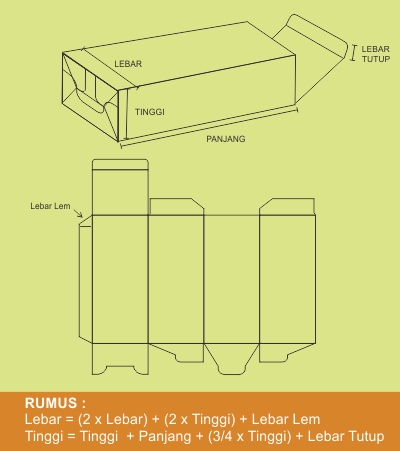 LEBAR
LEBAR
TUTUP
TINGGI
PANJANG
Lebar Lem
RUMUS :
Lebar = (2 x Lebar) + (2 x Tinggi) + Lebar Lem
Tinggi = Tinggi + Panjang + (3/4 x Tinggi) + Lebar Tutup